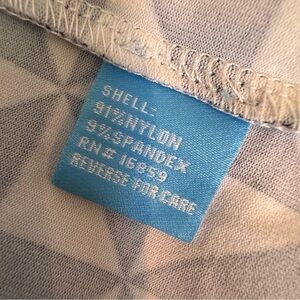 SHELL:
91%NYLON
9%SPANDEX
RN# 16859
REVERSE FOR CARE